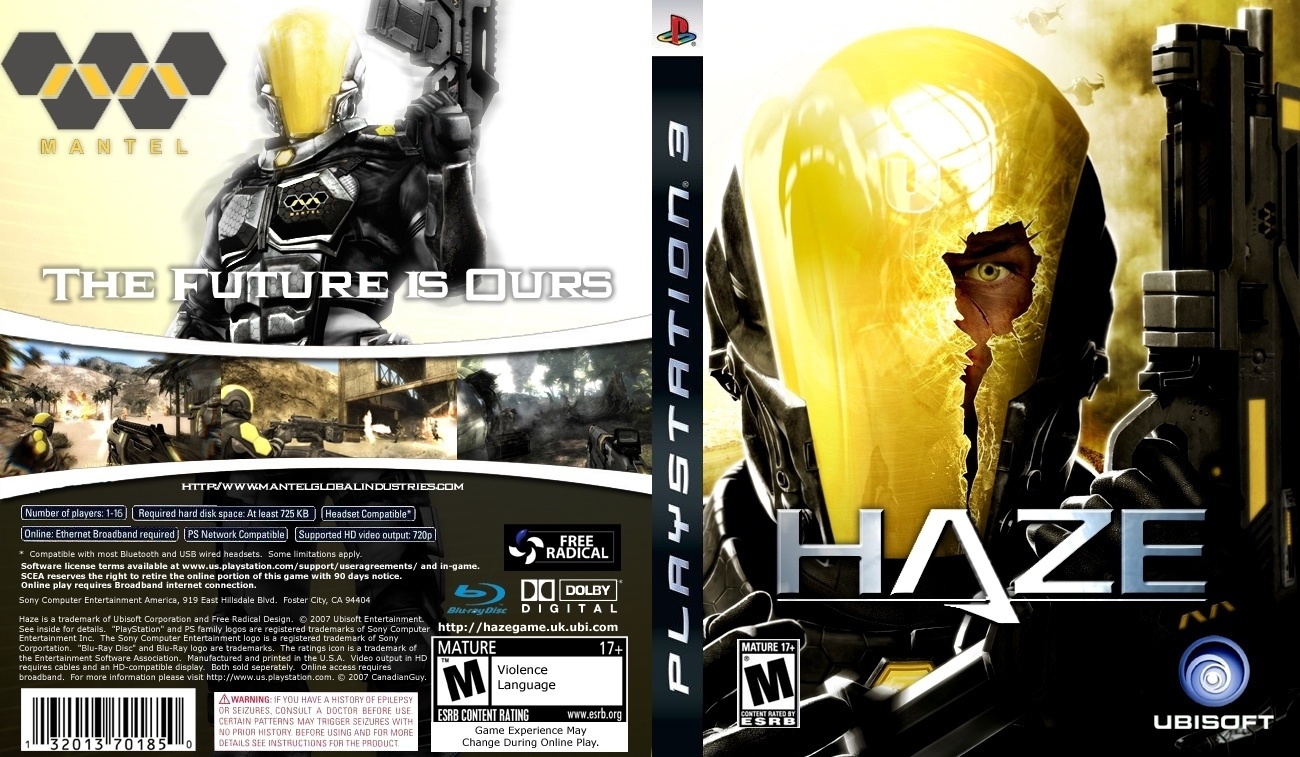 MANTEL
MANTEL
THE FUTURE IS OURS
HTTP://WWW.MANTELGLOBALINDUSTRIES.COM
Number of players: 1-16
Required hard disk space: At least 725 KB
Headset Compatible*
Online: Ethernet Broadband required
PS Network Compatible
Supported HD video output: 720p
* Compatible with most Bluetooth and USB wired headsets. Some limitations apply.
Software license terms available at www.us.playstation.com/support/useragreements/ and in-game.
SCEA reserves the right to retire the online portion of this game with 90 days notice.
Online play requires Broadband internet connection.
Sony Computer Entertainment America, 919 East Hillsdale Blvd. Foster City, CA 94404
Haze is a trademark of Ubisoft Corporation and Free Radical Design. © 2007 Ubisoft Entertainment.
See inside for details. "PlayStation" and PS family logos are registered trademarks of Sony Computer
Entertainment Inc. The Sony Computer Entertainment logo is a registered trademark of Sony
Corportation. "Blu-Ray Disc" and Blu-Ray logo are trademarks. The ratings icon is a trademark of
the Entertainment Software Association. Manufactured and printed in the U.S.A. Video output in HD
requires cables and an HD-compatible display. Both sold seperately. Online access requires
broadband. For more information please visit http://www.us.playstation.com. © 2007 CanadianGuy.
FREE
RADICAL
Blu-ray Disc
DOLBY®
DIGITAL
http://hazegame.uk.ubi.com
1 32013 70185 0
WARNING: IF YOU HAVE A HISTORY OF EPILEPSY
OR SEIZURES, CONSULT A DOCTOR BEFORE USE.
CERTAIN PATTERNS MAY TRIGGER SEIZURES WITH
NO PRIOR HISTORY. BEFORE USING AND FOR MORE
DETAILS SEE INSTRUCTIONS FOR THE PRODUCT.
MATURE 17+
M™
Violence
Language
ESRB CONTENT RATING www.esrb.org
Game Experience May
Change During Online Play.
PLAYSTATION® 3
U
HAZE
MATURE 17+
M
CONTENT RATED BY
ESRB
UBISOFT